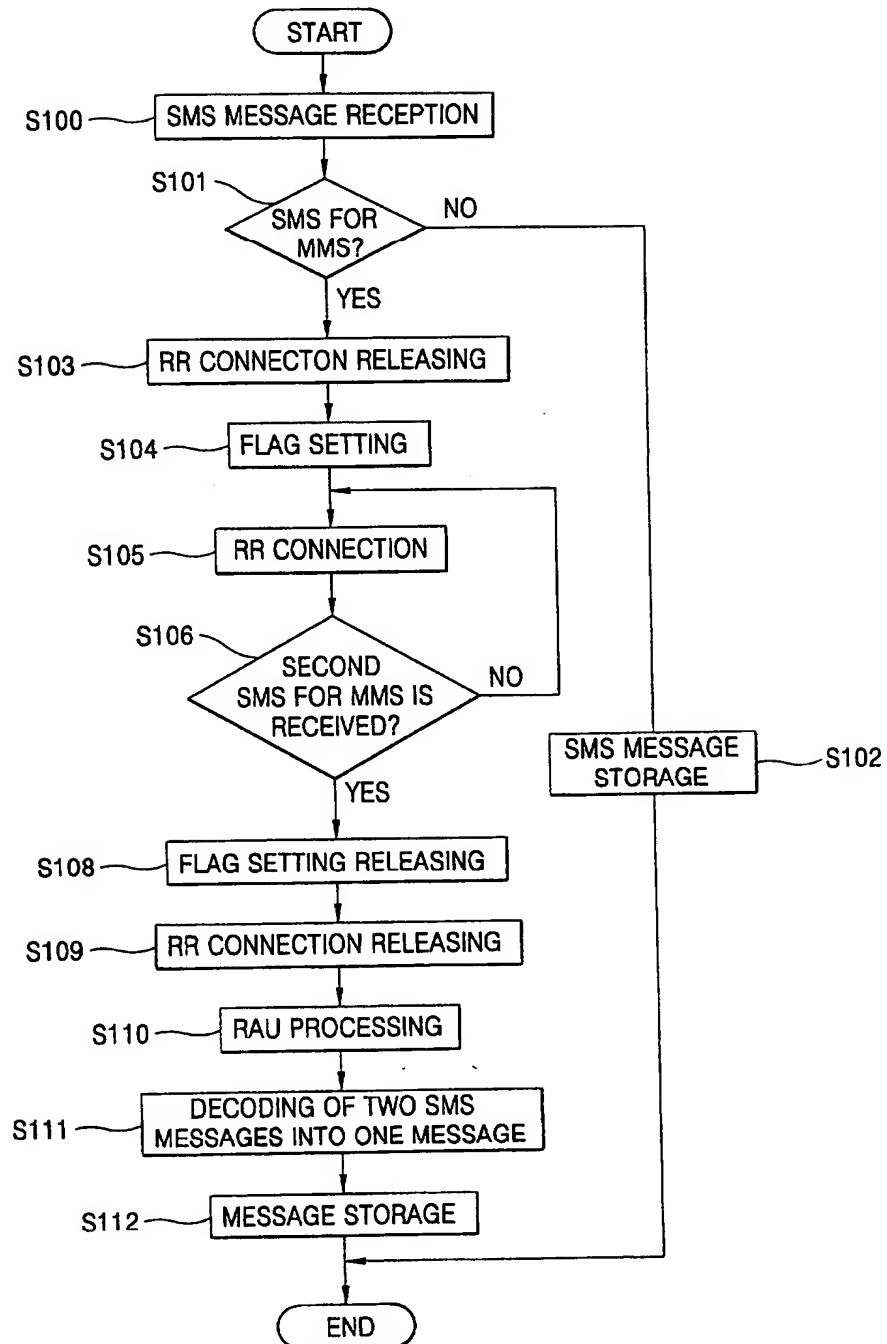 START
S100
SMS MESSAGE RECEPTION
S101
SMS FOR
MMS?
NO
YES
S103
RR CONNECTON RELEASING
S104
FLAG SETTING
S105
RR CONNECTION
S106
SECOND
SMS FOR MMS IS
RECEIVED?
NO
YES
SMS MESSAGE
STORAGE
S102
S108
FLAG SETTING RELEASING
S109
RR CONNECTION RELEASING
S110
RAU PROCESSING
S111
DECODING OF TWO SMS
MESSAGES INTO ONE MESSAGE
S112
MESSAGE STORAGE
END